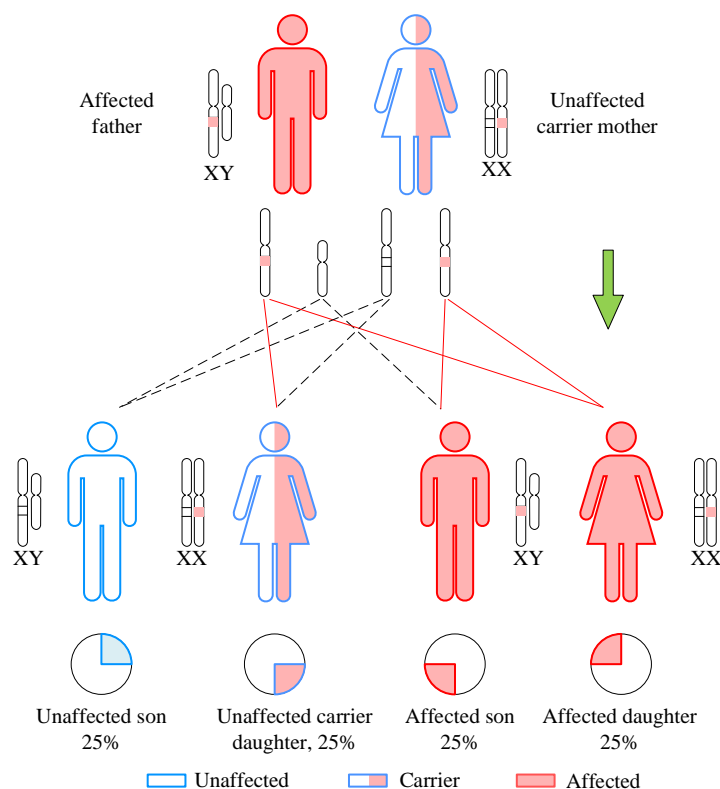 Affected
father
XY
XX
Unaffected
carrier mother
XY
XX
XY
XX
Unaffected son
25%
Unaffected carrier
daughter, 25%
Affected son
25%
Affected daughter
25%
Unaffected
Carrier
Affected